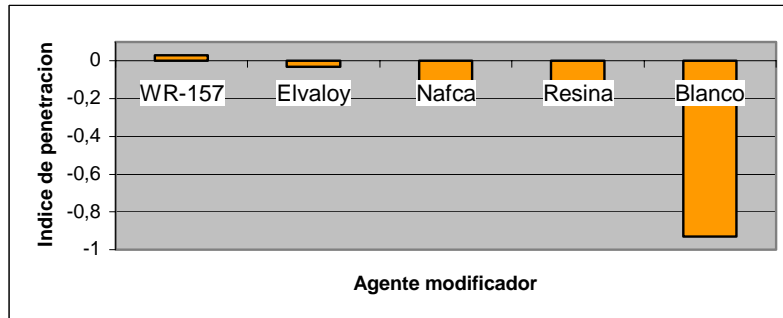 Indice de penetracion
0
-0,2
-0,4
-0,6
-0,8
-1
WR-157 Elvaloy Nafca Resina Blanco
Agente modificador